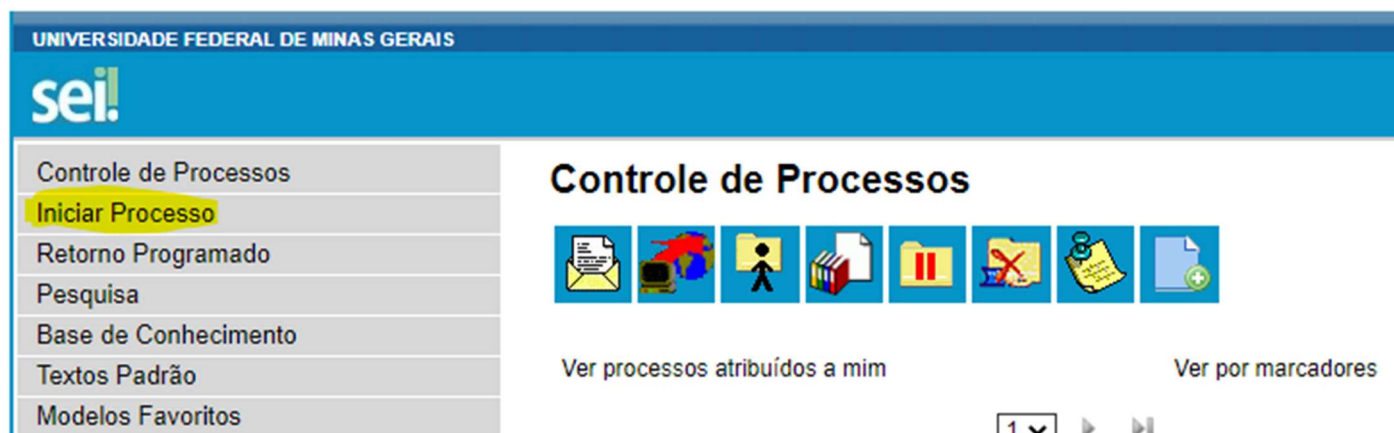 UNIVERSIDADE FEDERAL DE MINAS GERAIS
sei!
Controle de Processos
Iniciar Processo
Retorno Programado
Pesquisa
Base de Conhecimento
Textos Padrão
Modelos Favoritos
Controle de Processos
Ver processos atribuídos a mim
Ver por marcadores
1